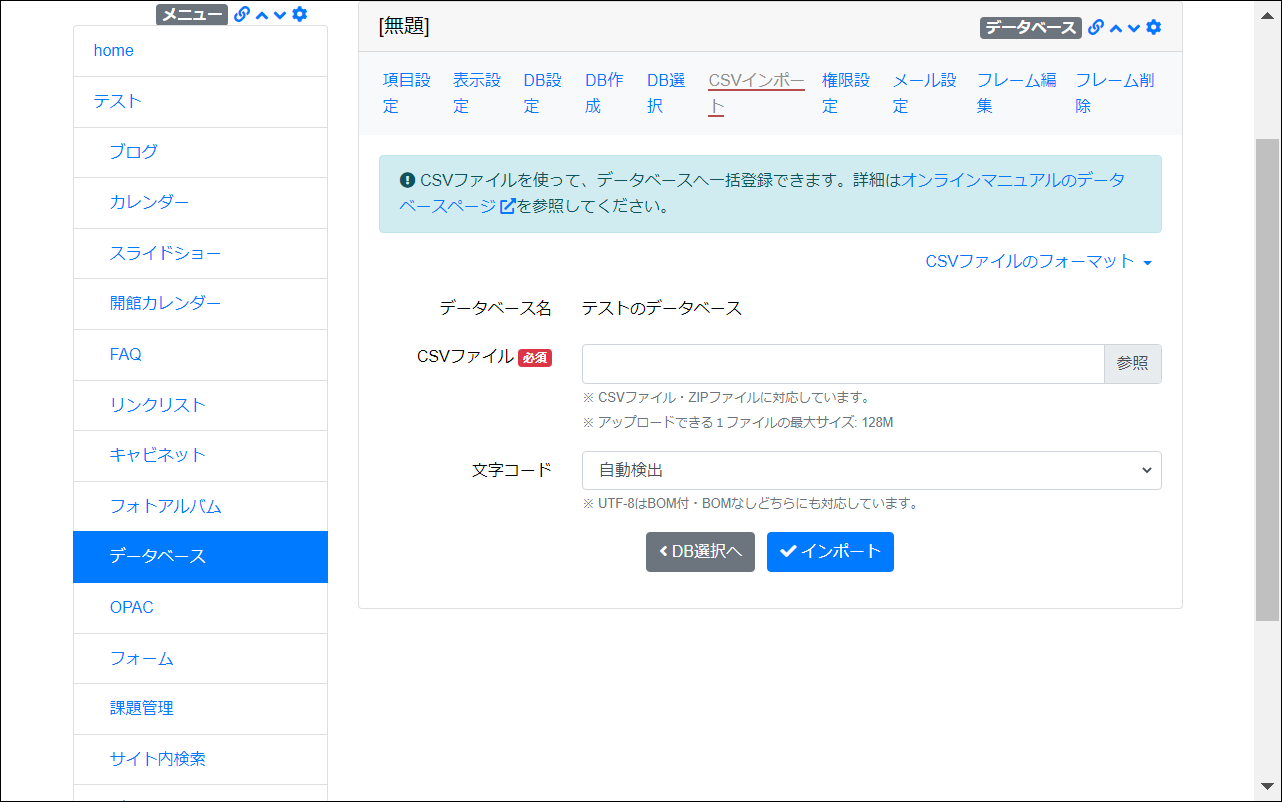 メニュー
home
テスト
ブログ
カレンダー
スライドショー
開館カレンダー
FAQ
リンクリスト
キャビネット
フォトアルバム
データベース
OPAC
フォーム
課題管理
サイト内検索
[無題]
データベース
項目設定
表示設定
DB設定
DB作成
DB選択
CSVインポート
権限設定
メール設定
フレーム編集
フレーム削除
CSVファイルを使って、データベースへ一括登録できます。詳細はオンラインマニュアルのデータ
ベースページを参照してください。
CSVファイルのフォーマット
データベース名 テストのデータベース
CSVファイル 必須
参照
※ CSVファイル・ZIPファイルに対応しています。
※ アップロードできる１ファイルの最大サイズ: 128M
文字コード 自動検出
※ UTF-8はBOM付・BOMなしどちらにも対応しています。
DB選択へ インポート